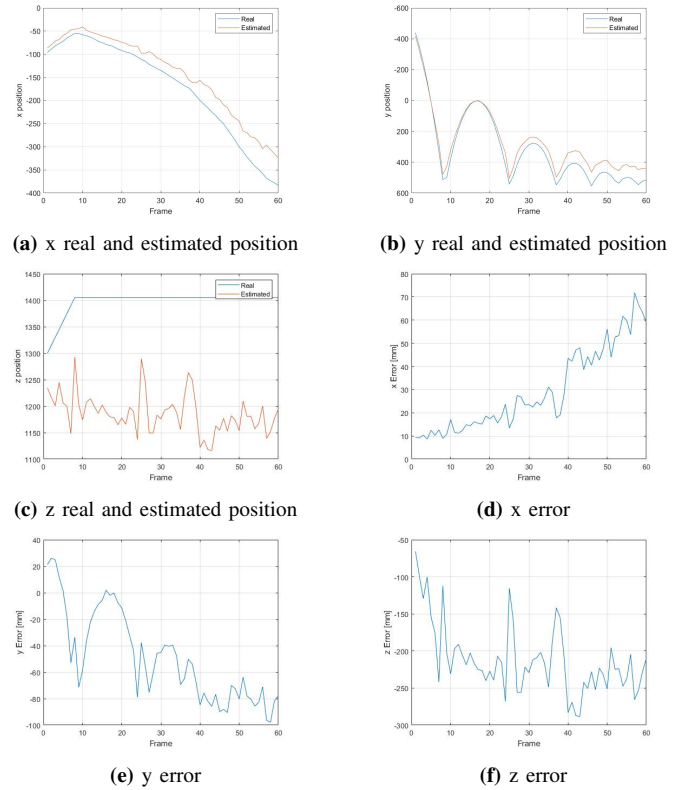 0
-50
-100
-150
-200
-250
-300
-350
-400
0 10 20 30 40 50 60
x position
Frame
Real
Estimated
(a) x real and estimated position
-600
-400
-200
0
200
400
600
0 10 20 30 40 50 60
y position
Frame
Real
Estimated
(b) y real and estimated position
1450
1400
1350
1300
1250
1200
1150
1100
0 10 20 30 40 50 60
z position
Frame
Real
Estimated
(c) z real and estimated position
80
70
60
50
40
30
20
10
0
0 10 20 30 40 50 60
x Error [mm]
Frame
(d) x error
40
20
0
-20
-40
-60
-80
-100
0 10 20 30 40 50 60
y Error [mm]
Frame
(e) y error
-50
-100
-150
-200
-250
-300
0 10 20 30 40 50 60
z Error [mm]
Frame
(f) z error